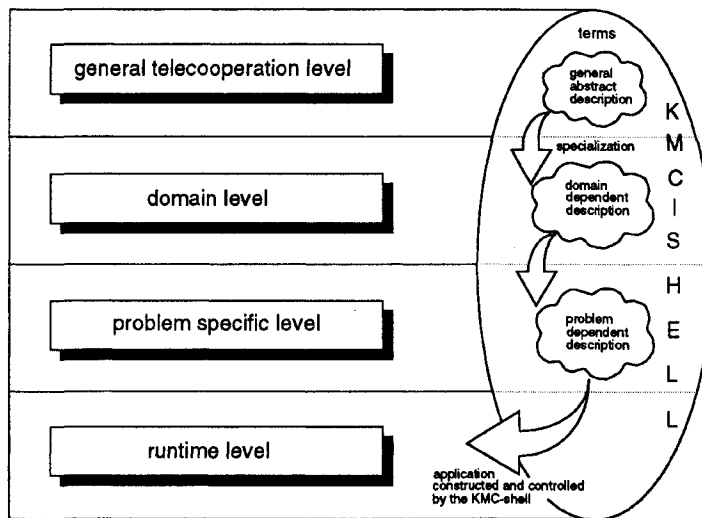 terms
general telecooperation level
general
abstract
description
specialization
domain level
domain
dependent
description
problem specific level
problem
dependent
description
runtime level
application
constructed and controlled
by the KMC-shell
K M C I S H E L L